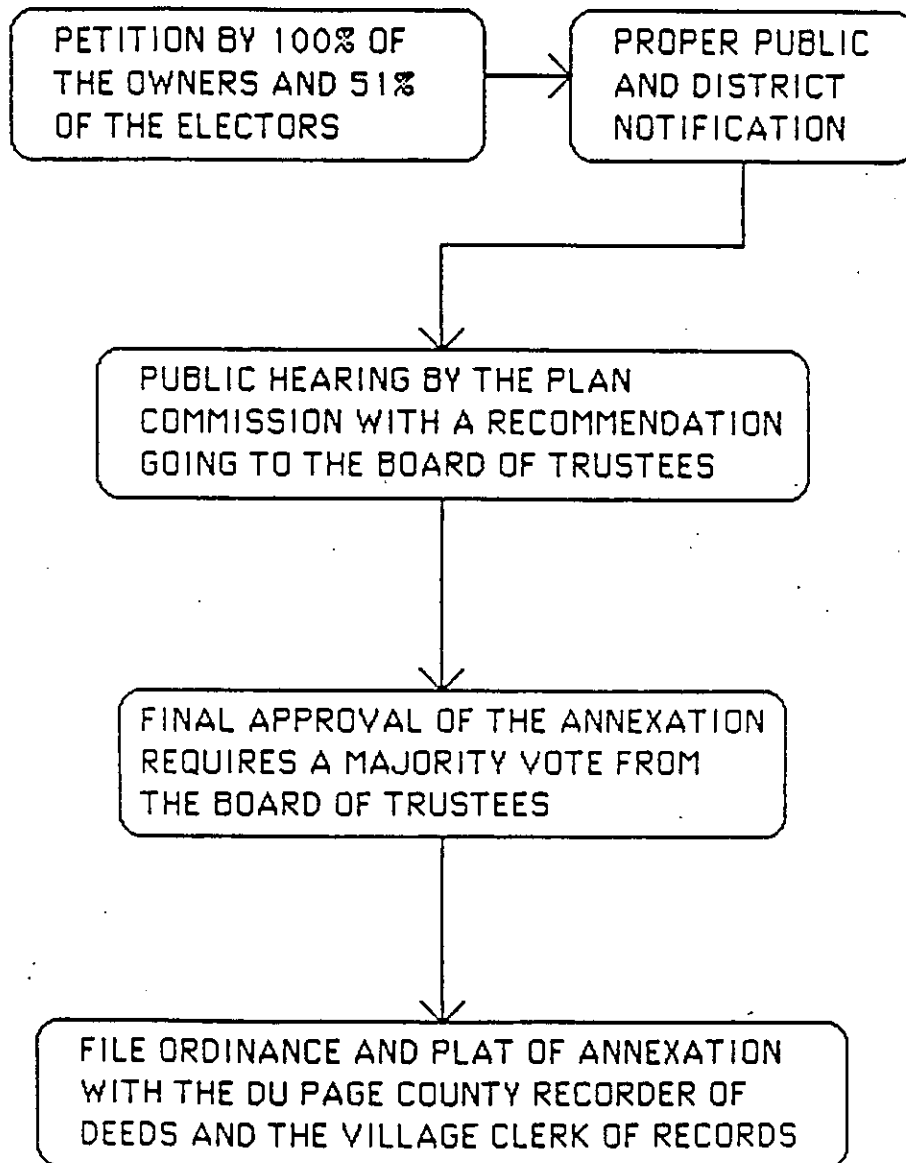 PETITION BY 100% OF
THE OWNERS AND 51%
OF THE ELECTORS
PROPER PUBLIC
AND DISTRICT
NOTIFICATION
PUBLIC HEARING BY THE PLAN
COMMISSION WITH A RECOMMENDATION
GOING TO THE BOARD OF TRUSTEES
FINAL APPROVAL OF THE ANNEXATION
REQUIRES A MAJORITY VOTE FROM
THE BOARD OF TRUSTEES
FILE ORDINANCE AND PLAT OF ANNEXATION
WITH THE DU PAGE COUNTY RECORDER OF
DEEDS AND THE VILLAGE CLERK OF RECORDS